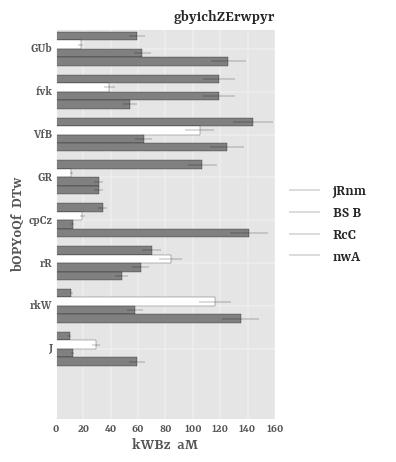 gbyichZErwpyr
GUb
fvk
VfB
GR
cpCz
rR
rkW
J
bOPYoQf DTw
0 20 40 60 80 100 120 140 160
kWBz aM
jRnm
BS B
RcC
nwA